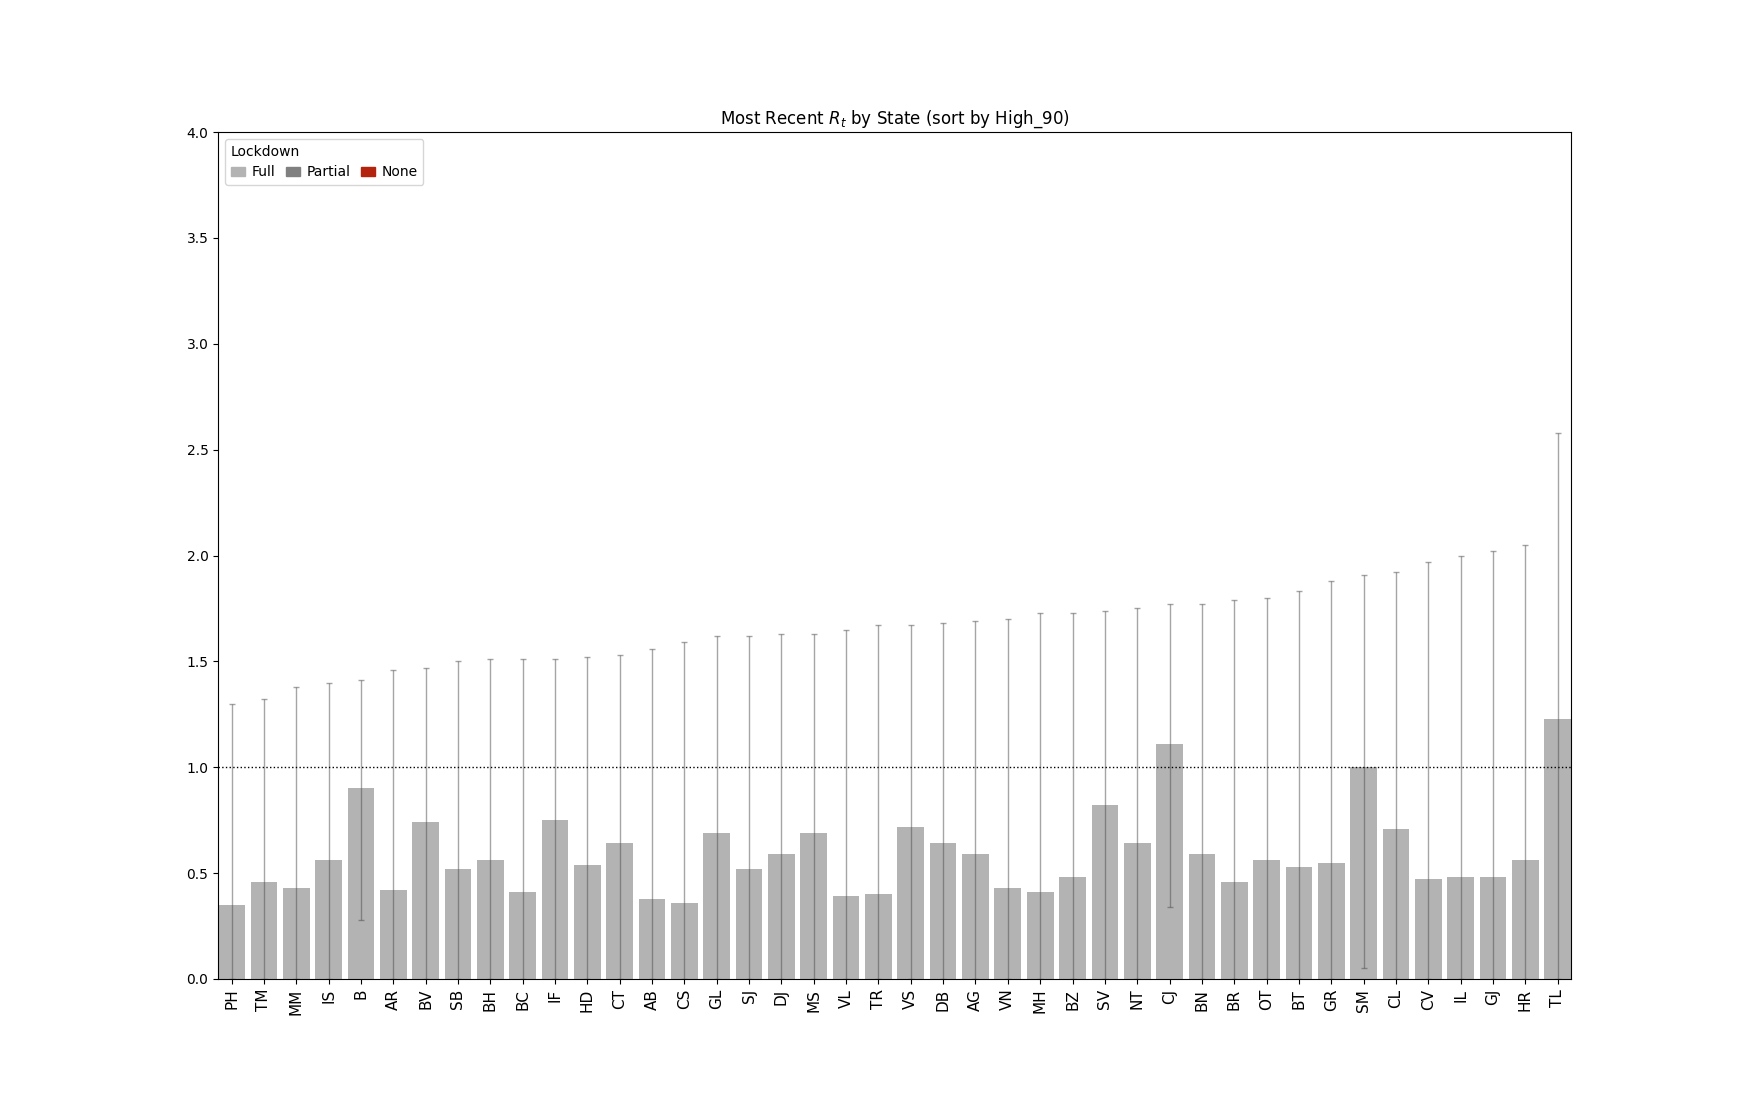 Most Recent Rt by State (sort by High_90)
4.0
Lockdown
Full Partial None
3.5
3.0
2.5
2.0
1.5
1.0
0.5
0.0
PH TM MM IS B AR BV SB BH BC IF HD CT AB CS GL SJ DJ MS VL TR VS DB AG VN MH BZ SV NT CJ BN BR OT BT GR SM CL CV IL GJ HR TL